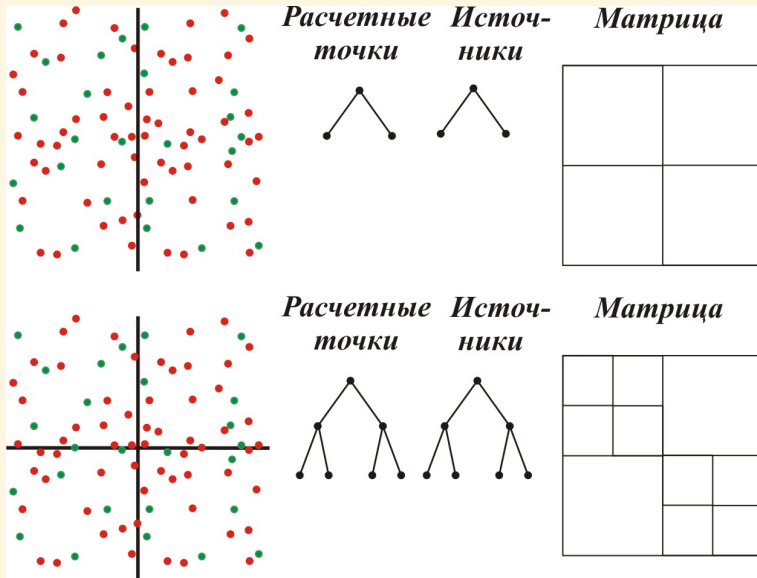 Расчетные
точки
Источ-
ники
Матрица
Расчетные
точки
Источ-
ники
Матрица